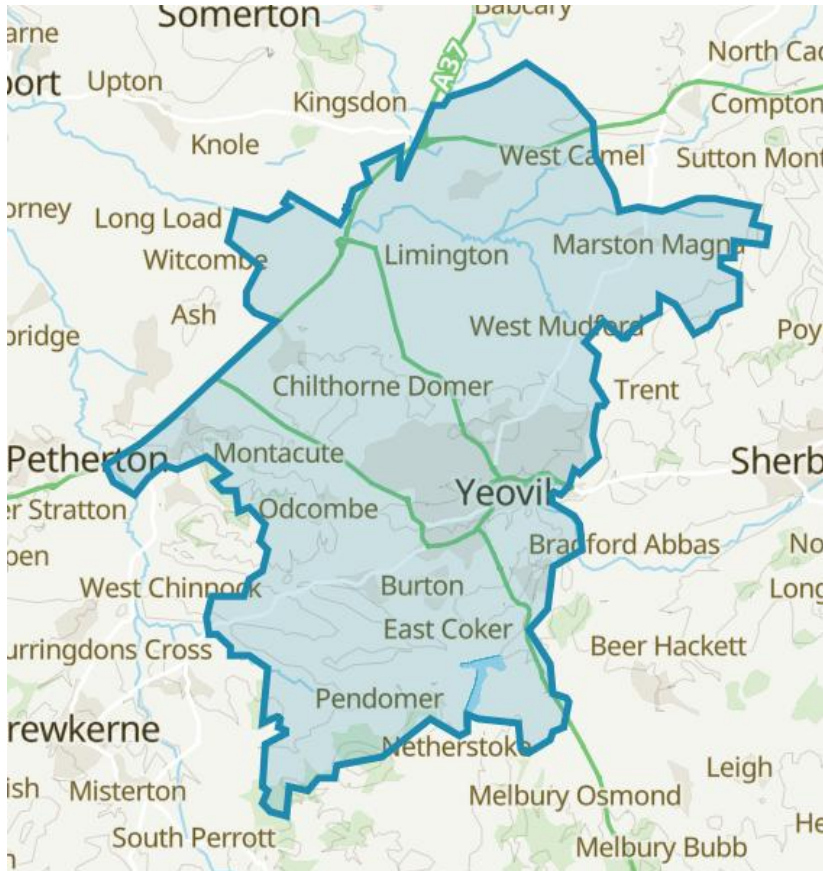 Somerton
Babcary
arne
A37
North Cad
port
Upton
Kingsdon
Compton
Knole
West Camel
Sutton Mont
orney
Long Load
Marston Magna
Witcombe
Limington
Ash
West Mudford
bridge
Poy
Chilthorne Domer
Trent
Petherton
Montacute
Sherb
Yeovil
er Stratton
Odcombe
Bradford Abbas
No
pen
West Chinnock
Burton
Long
East Coker
urringdons Cross
Beer Hackett
Pendomer
rewkerne
Netherstoke
Leigh
ish
Misterton
Melbury Osmond
South Perrott
He
Melbury Bubb
n